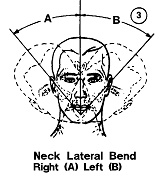 A B 3
Neck Lateral Bend
Right (A) Left (B)